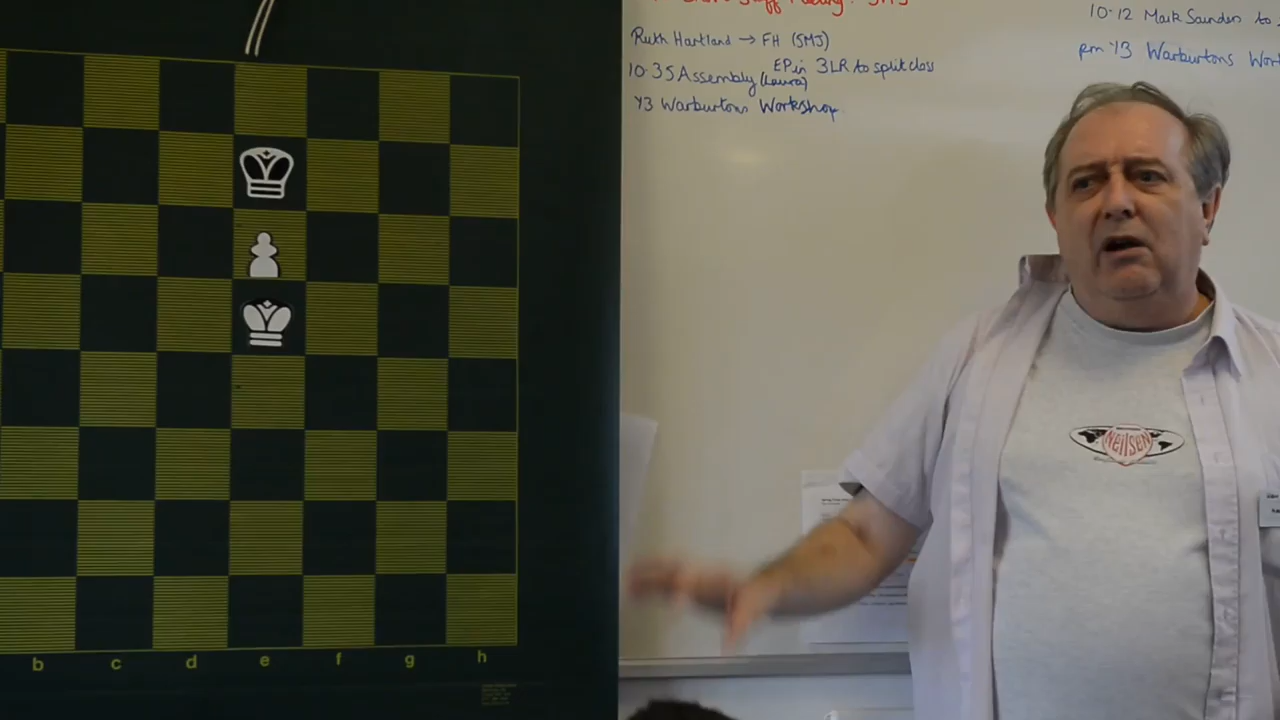 Ruth Hartland → FH (SMJ)
EP in 3LR to split class
10:35 Assembly (Laura)
Y3 Warburtons Workshop
10-12 Mark Saunders to
pm Y3 Warburtons Wor
NEILSEN
b c d e f g h